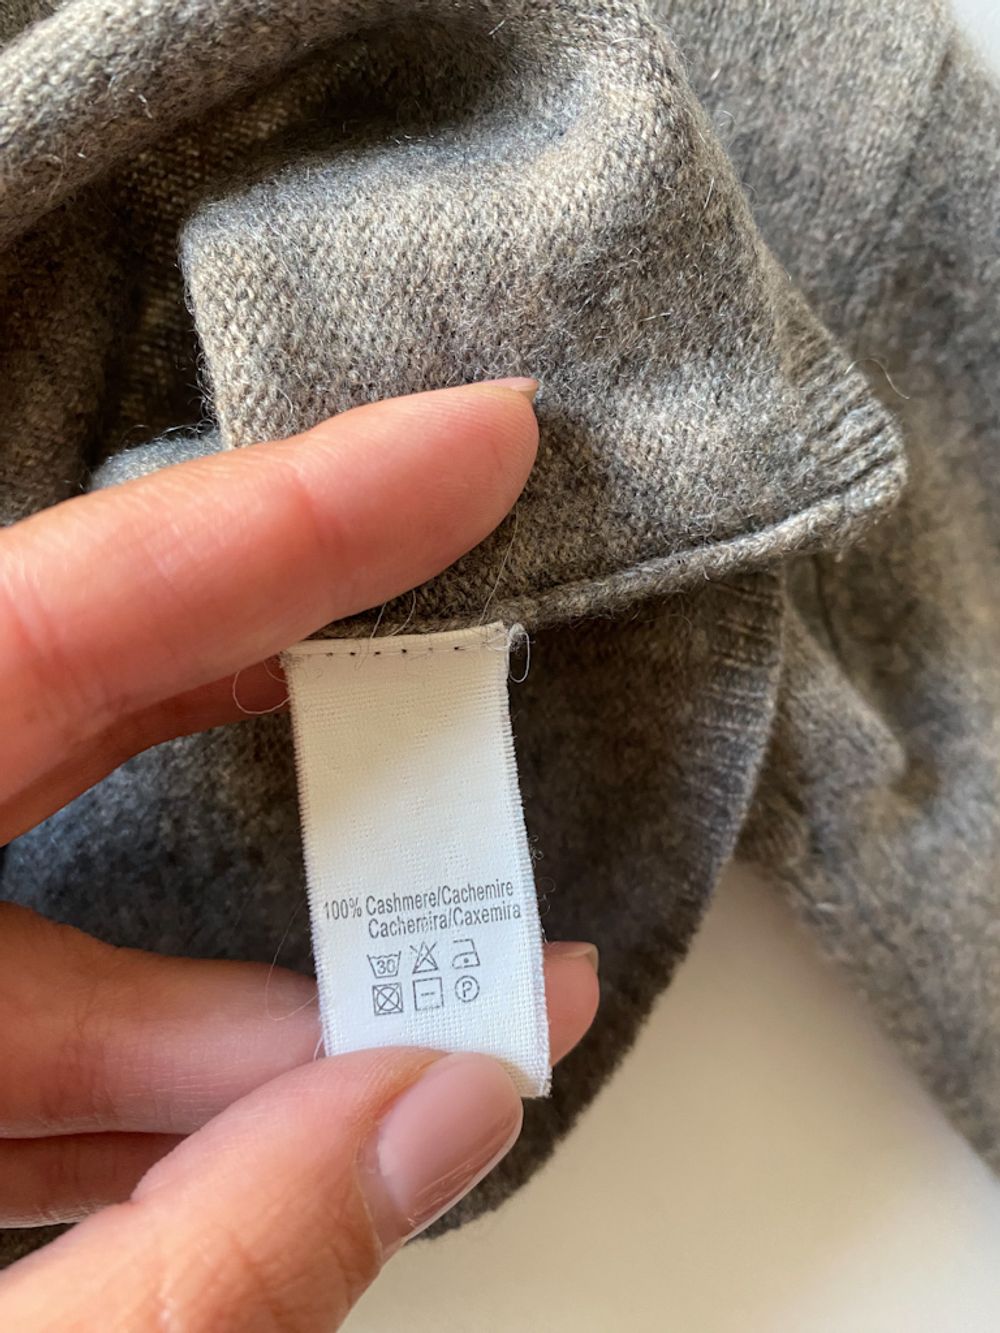 100% Cashmere/Cachemire
Cachemira/Caxemira
30
P